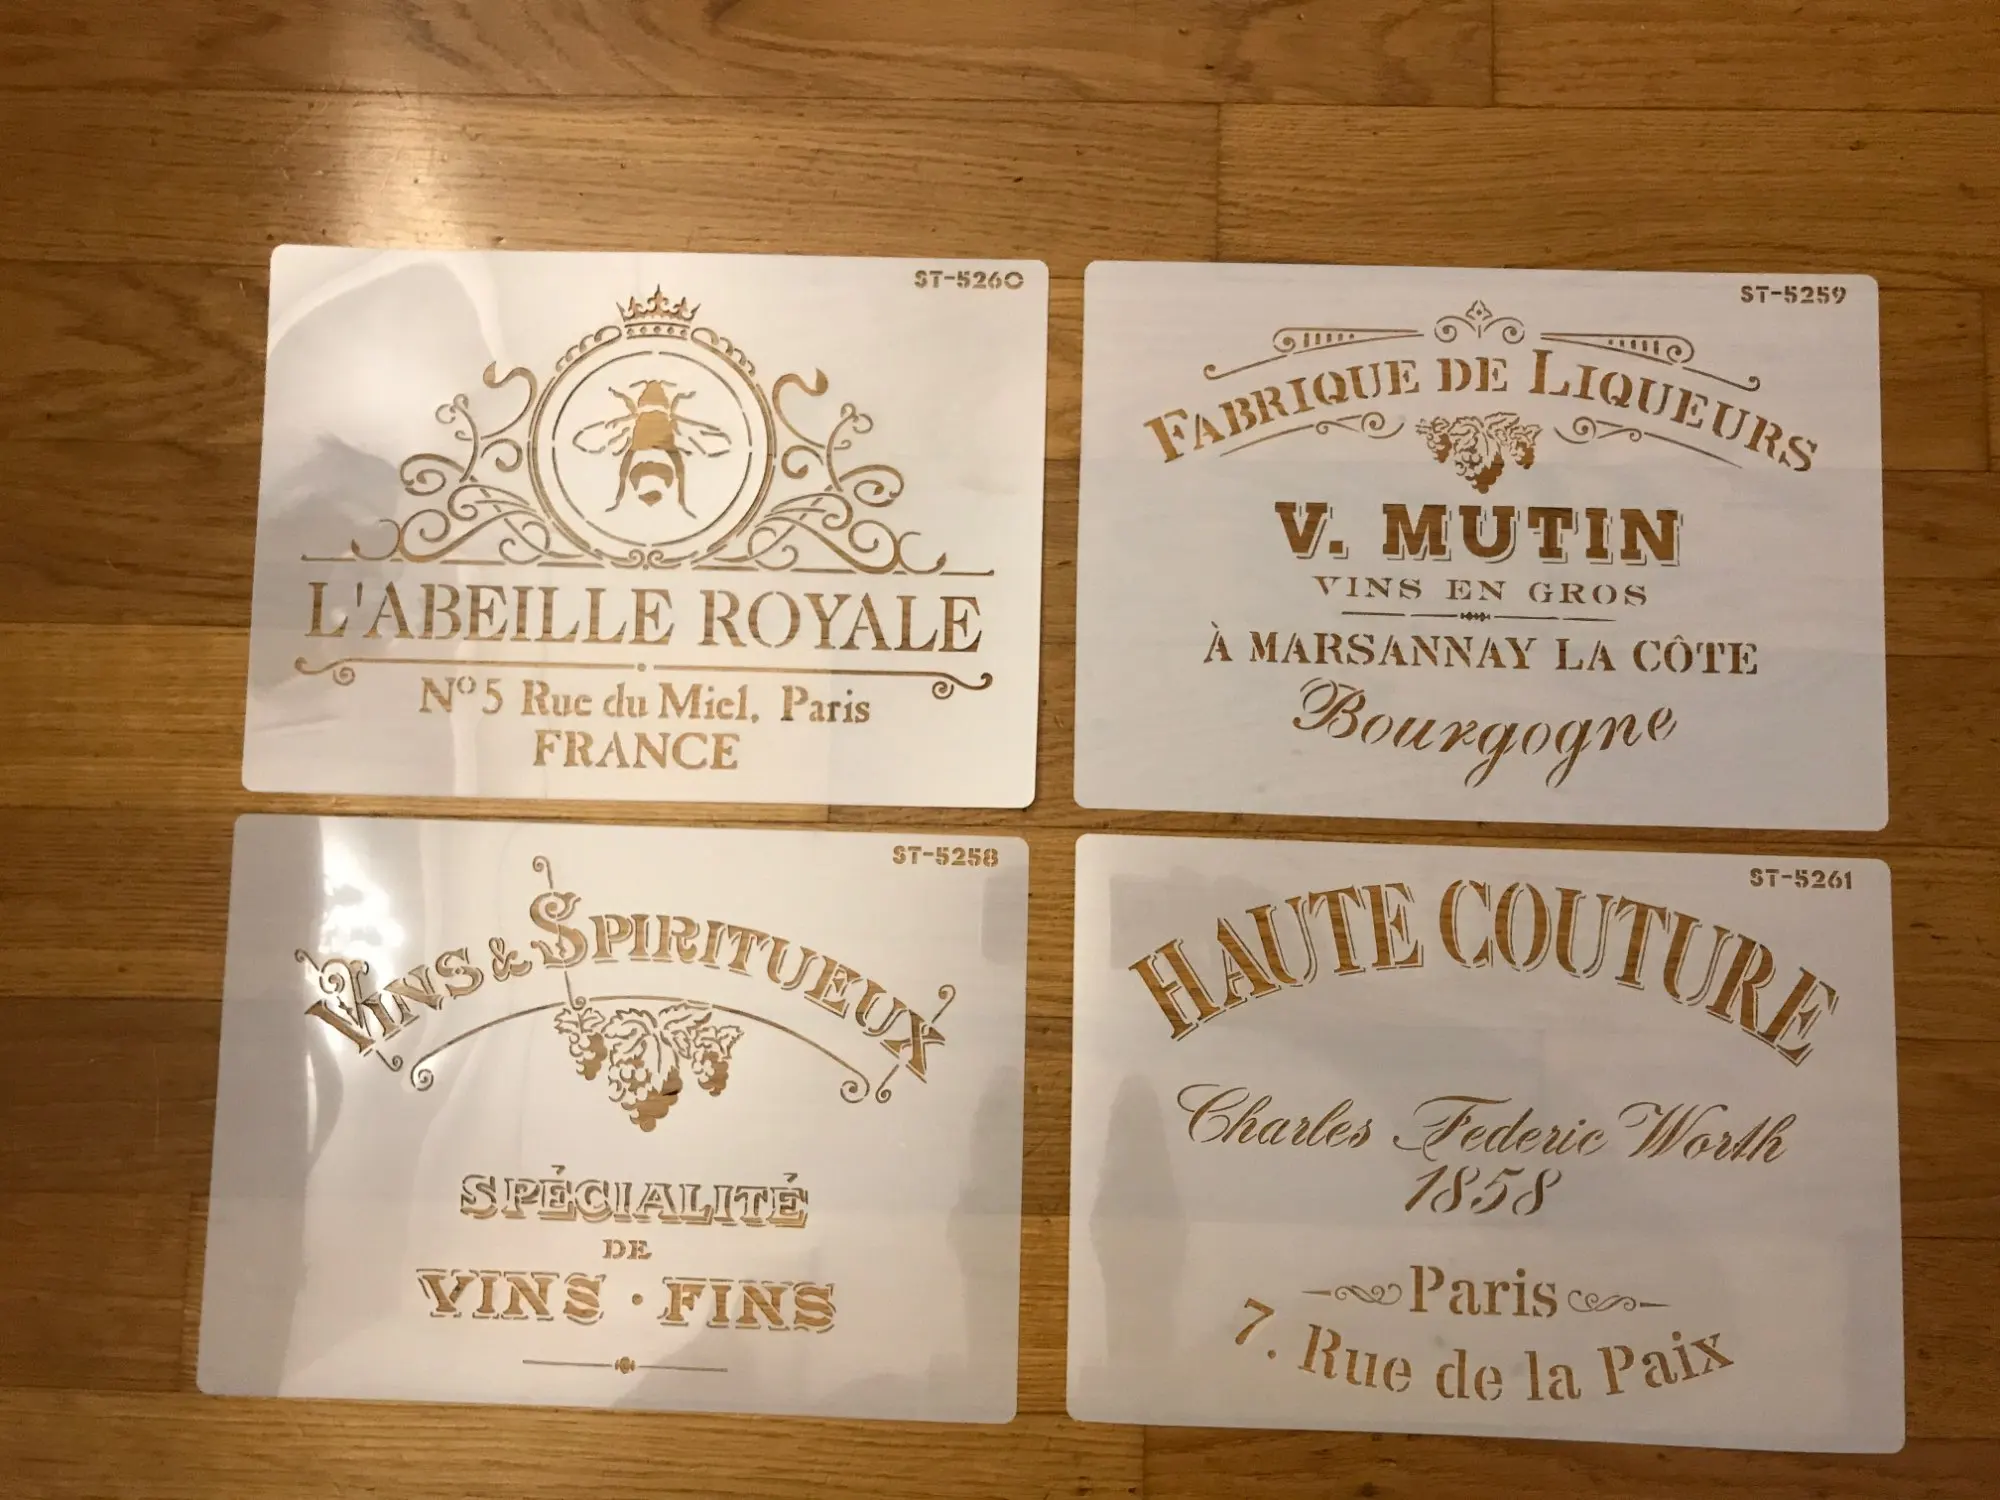 ST-5260
L'ABEILLE ROYALE
Nº 5 Rue du Miel, Paris
FRANCE
ST-5259
FABRIQUE DE LIQUEURS
V. MUTIN
VINS EN GROS
À MARSANNAY LA CÔTE
Bourgogne
ST-5258
VINS & SPIRITUEUX
SPÉCIALITÉ
DE
VINS · FINS
ST-5261
HAUTE COUTURE
Charles Federic Worth
1858
Paris
7. Rue de la Paix